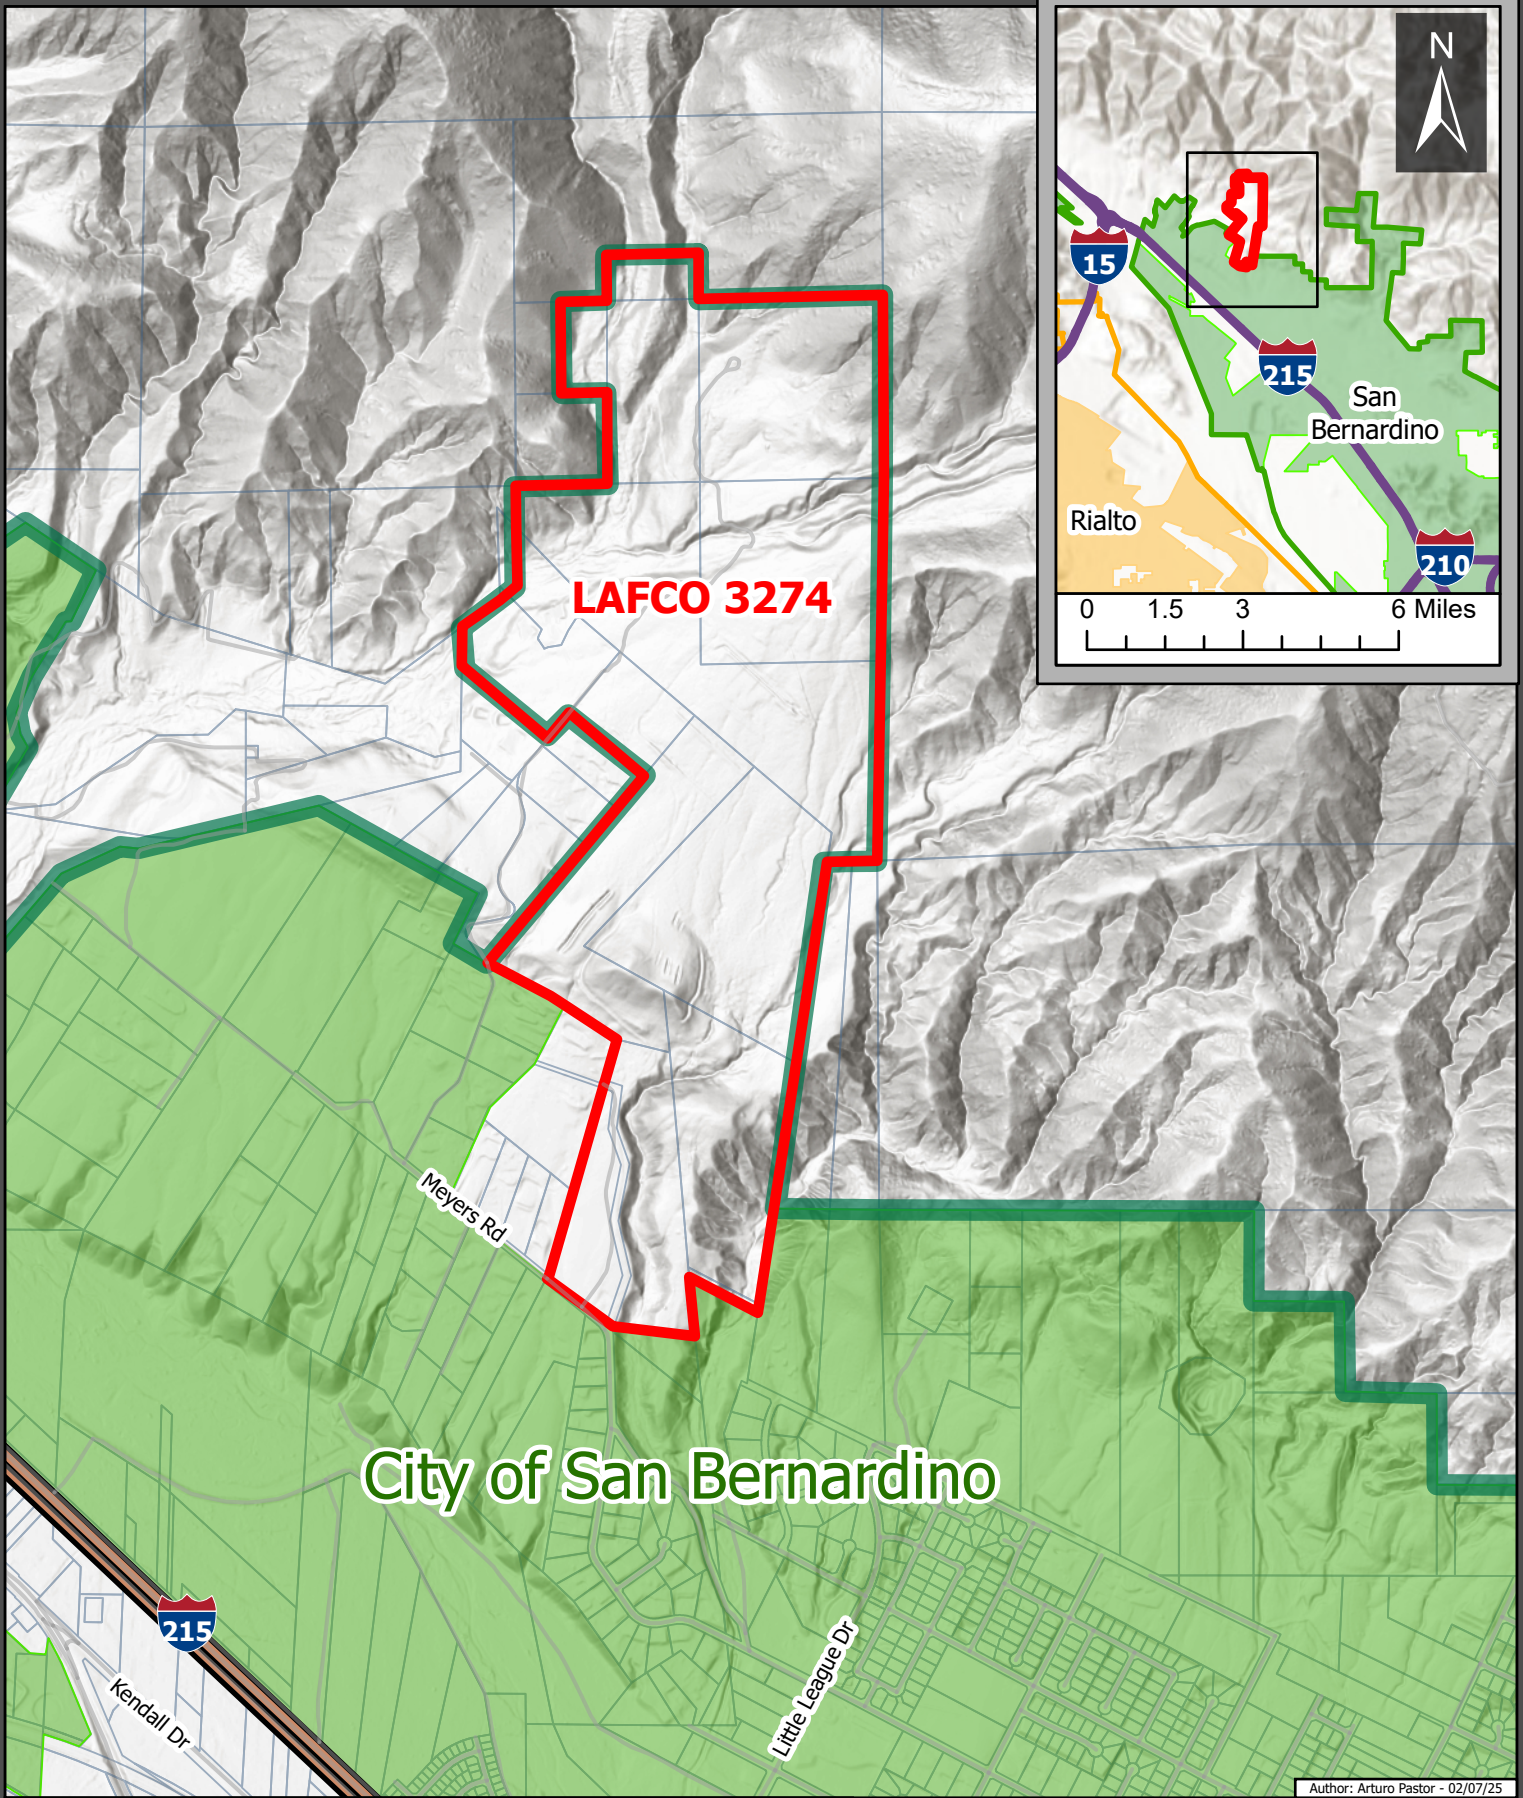 N
15
215
San
Bernardino
Rialto
210
0 1.5 3 6 Miles
LAFCO 3274
Meyers Rd
City of San Bernardino
215
Kendall Dr
Little League Dr
Author: Arturo Pastor - 02/07/25